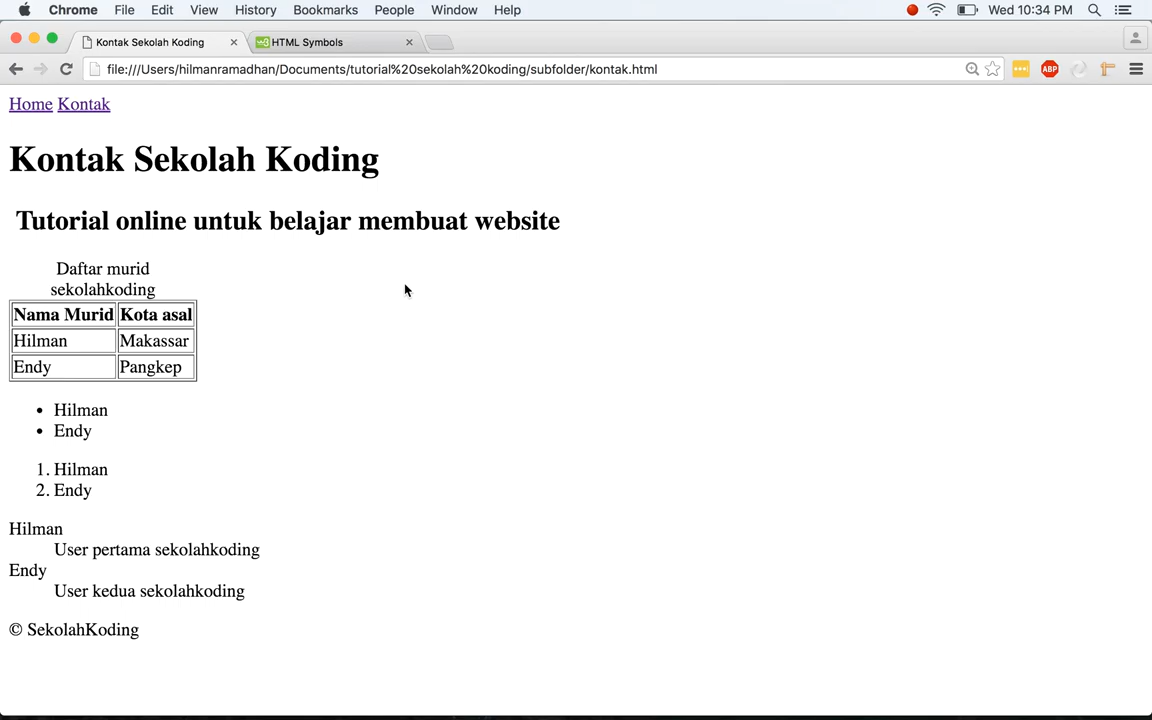 Chrome File Edit View History Bookmarks People Window Help Wed 10:34 PM
Kontak Sekolah Koding HTML Symbols
file:///Users/hilmanramadhan/Documents/tutorial%20sekolah%20koding/subfolder/kontak.html ABP
Home Kontak
Kontak Sekolah Koding
Tutorial online untuk belajar membuat website
Daftar murid
sekolahkoding
Nama Murid Kota asal
Hilman Makassar
Endy Pangkep
• Hilman
• Endy
1. Hilman
2. Endy
Hilman
User pertama sekolahkoding
Endy
User kedua sekolahkoding
© SekolahKoding